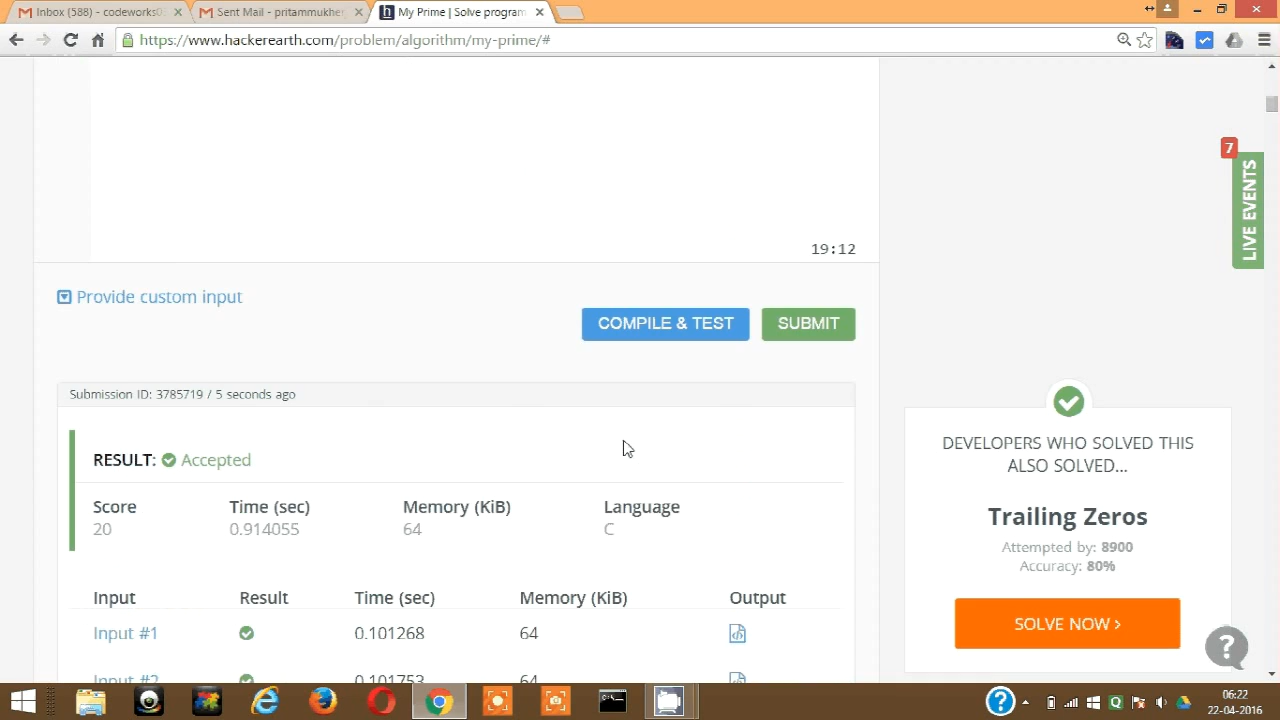 Inbox (588) - codeworks0
Sent Mail - pritammukher
My Prime | Solve program
https://www.hackerearth.com/problem/algorithm/my-prime/#
7
LIVE EVENTS
19:12
Provide custom input
COMPILE & TEST
SUBMIT
Submission ID: 3785719 / 5 seconds ago
RESULT: Accepted
Score Time (sec) Memory (KiB) Language
20 0.914055 64 C
Input Result Time (sec) Memory (KiB) Output
Input #1 0.101268 64
Input #2 0.101753 64
DEVELOPERS WHO SOLVED THIS
ALSO SOLVED...
Trailing Zeros
Attempted by: 8900
Accuracy: 80%
SOLVE NOW >
?
06:22
22-04-2016